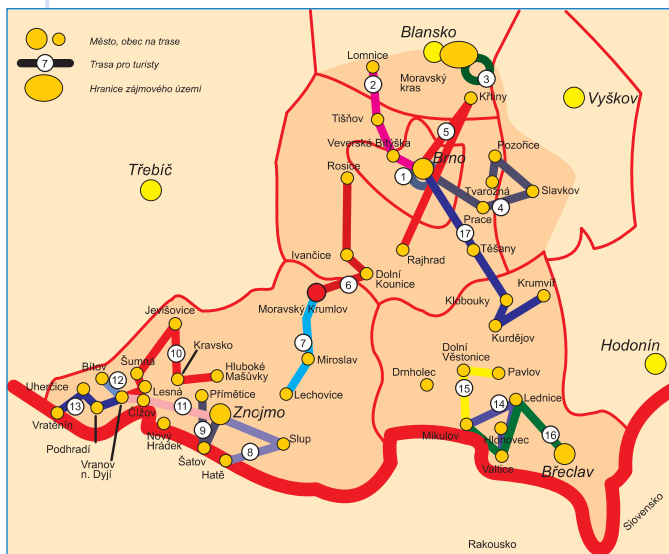 Město, obec na trase
7
Trasa pro turisty
Hranice zájmového území
Blansko
Lomnice
Moravský
kras
3
2
Křtiny
Vyškov
Tišňov
5
Veverská Bítýška
Pozořice
Brno
Rosice
Třebíč
1
Tvarožná
Slavkov
4
Prace
17
Těšany
Ivančice
Rajhrad
Dolní
Kounice
6
Krumvíř
Moravský Krumlov
Klobouky
Jevišovice
Kurdějov
7
10
Kravsko
Miroslav
Dolní
Věstonice
Hodonín
Bítov
Šumná
Hluboké
Mašůvky
Drnholec
Pavlov
Uherčice
12
Lesná
Přímětice
Lechovice
15
14
Lednice
13
11
Čížov
Zncjmo
Vratenín
9
Nový
Hrádek
Mikulov
Hlohovec
16
Podhradí
Slup
8
Vranov
n. Dyjí
Šatov
Valtice
Břeclav
Hatě
Slovensko
Rakousko